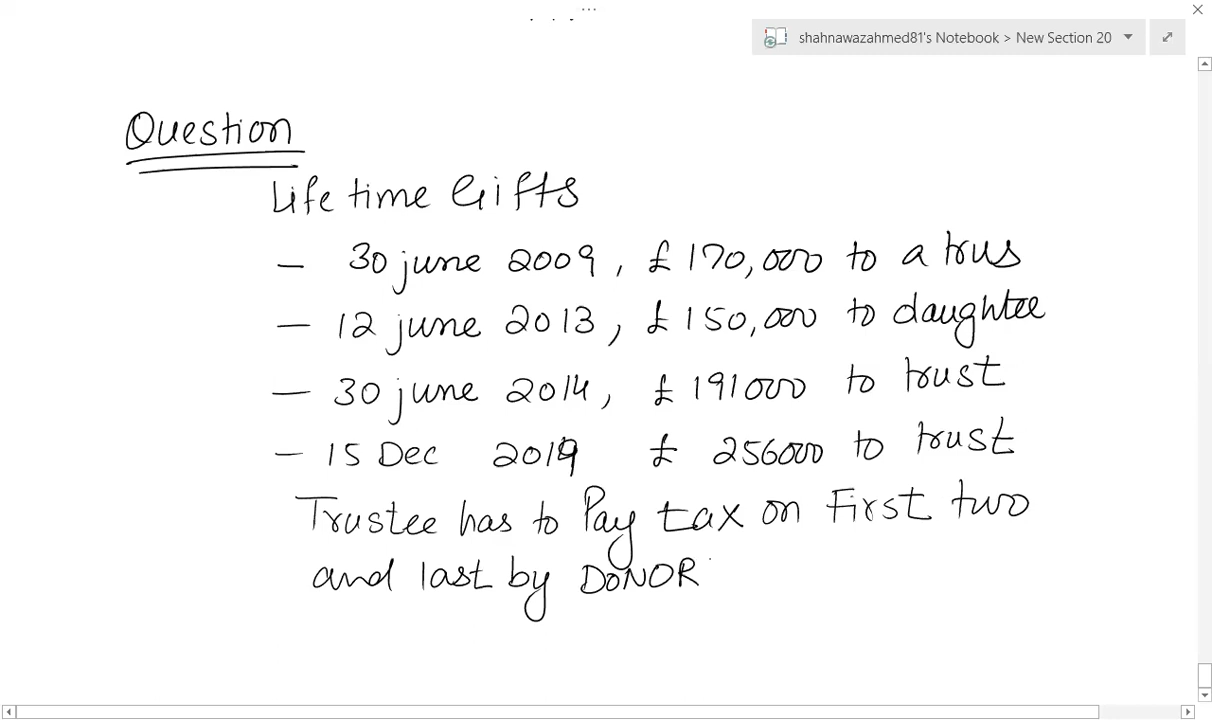 shahnawazahmed81's Notebook > New Section 20
Question
Life time Gifts
– 30 june 2009, £170,000 to a trus
– 12 june 2013, £150,000 to daughter
– 30 june 2014, £ 191000 to trust
– 15 Dec 2019 £ 256000 to trust
Trustee has to Pay tax on First two
and last by DONOR